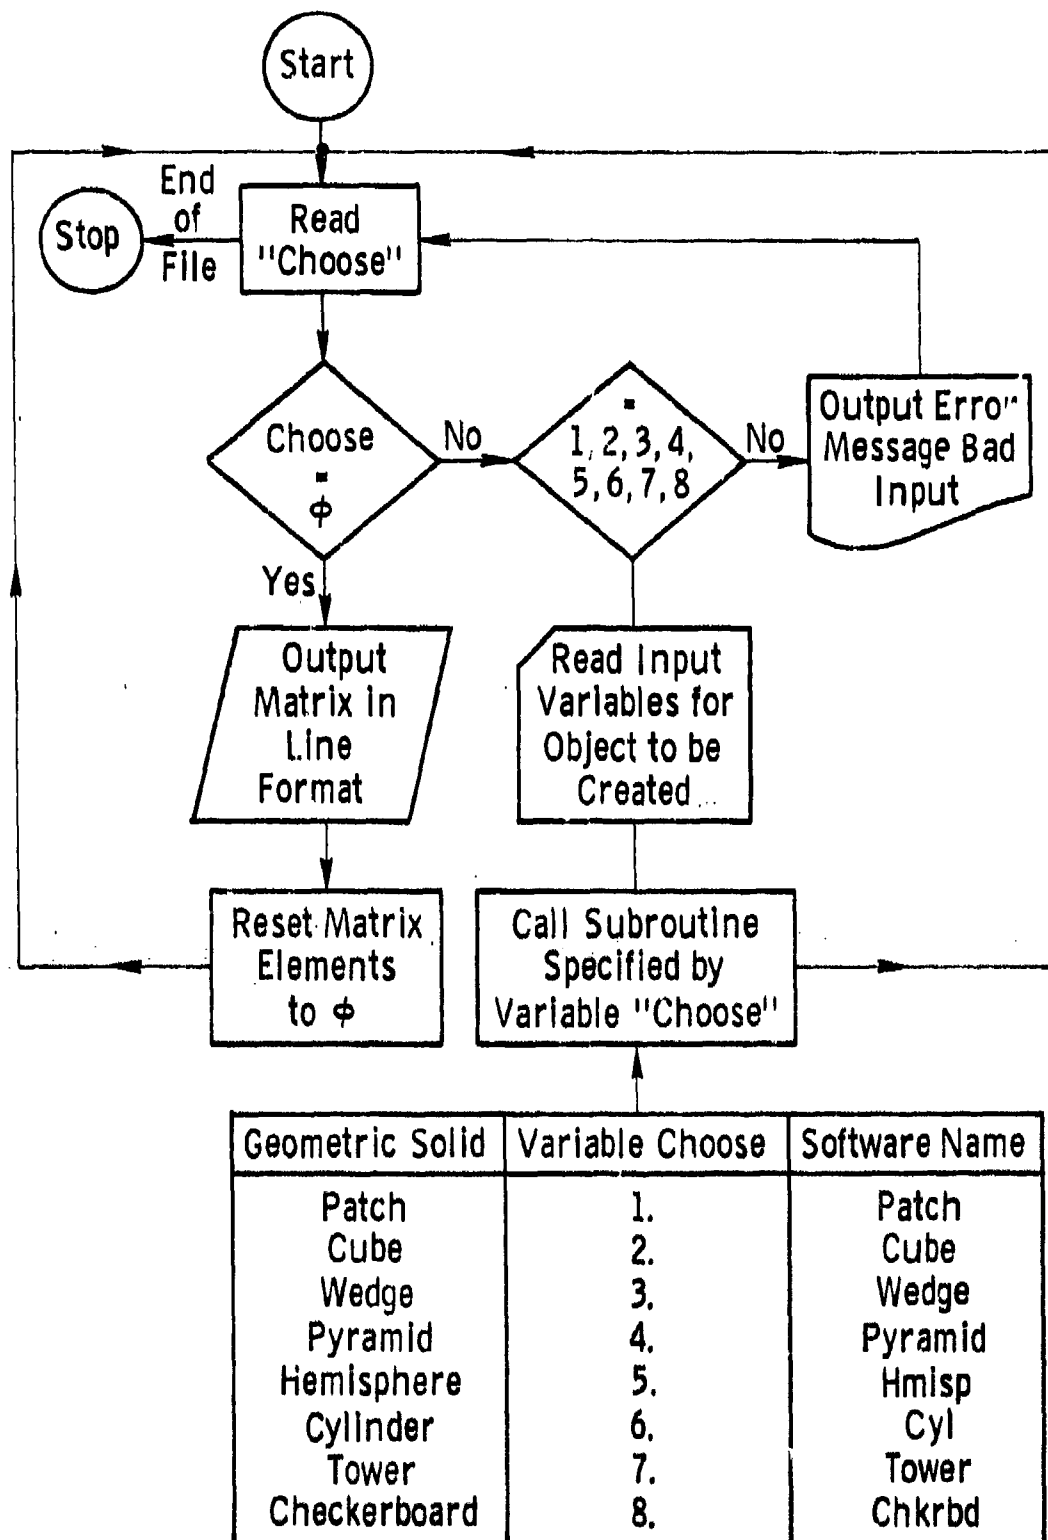 Start
End
of
File
Stop
Read
"Choose"
Choose
=
ϕ
No
=
1, 2, 3, 4,
5, 6, 7, 8
No
Output Error
Message Bad
Input
Yes
Output
Matrix in
Line
Format
Read Input
Variables for
Object to be
Created
Reset Matrix
Elements
to ϕ
Call Subroutine
Specified by
Variable "Choose"
Geometric Solid Variable Choose Software Name
Patch 1. Patch
Cube 2. Cube
Wedge 3. Wedge
Pyramid 4. Pyramid
Hemisphere 5. Hmisp
Cylinder 6. Cyl
Tower 7. Tower
Checkerboard 8. Chkrbd